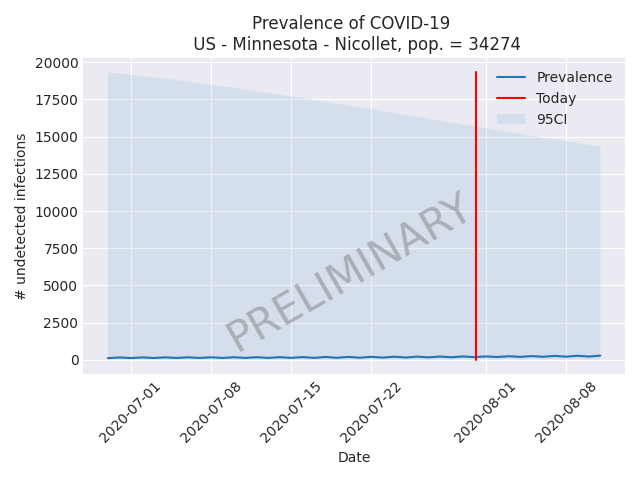 Prevalence of COVID-19
US - Minnesota - Nicollet, pop. = 34274
20000
17500
15000
12500
10000
7500
5000
2500
0
# undetected infections
Prevalence
Today
95CI
PRELIMINARY
2020-07-01
2020-07-08
2020-07-15
2020-07-22
2020-08-01
2020-08-08
Date